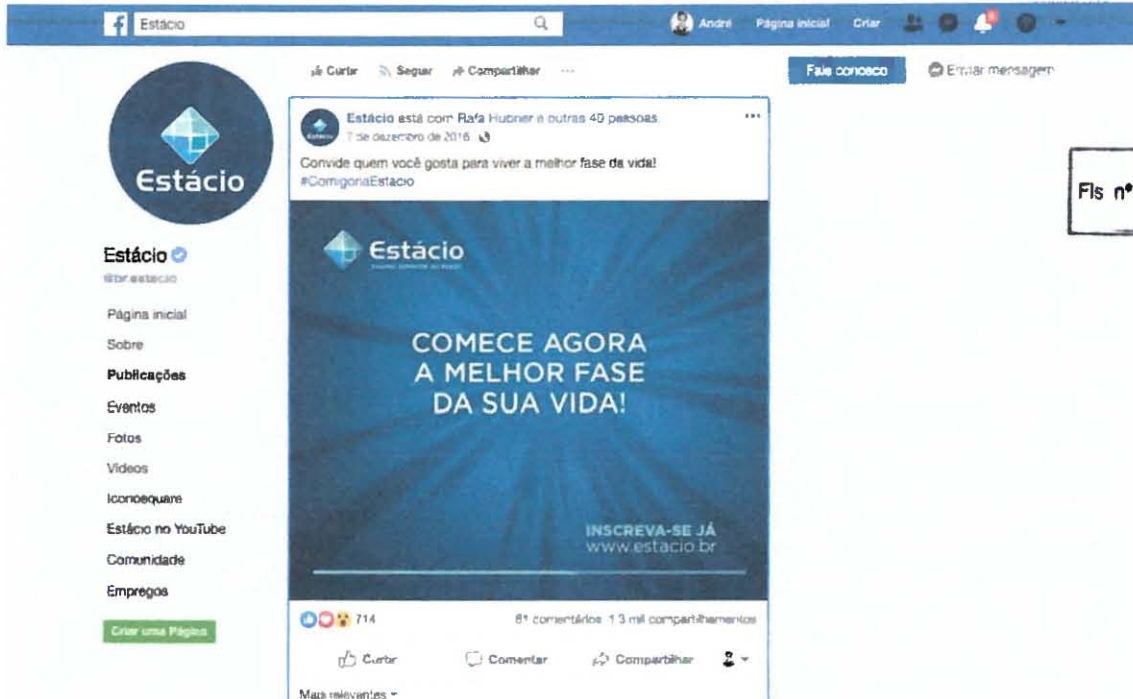 Estácio
André Página inicial Criar
Curtir Seguir Compartilhar ...
Fale conosco Enviar mensagem
Estácio
Estácio está com Rafa Hubner e outras 40 pessoas.
7 de dezembro de 2016
Convide quem você gosta para viver a melhor fase da vida!
#ComigonaEstacio
Fls nº
Estácio
@br.estacio
Página inicial
Sobre
Publicações
Eventos
Fotos
Vídeos
Iconosquare
Estácio no YouTube
Comunidade
Empregos
Criar uma Página
Estácio
COMECE AGORA
A MELHOR FASE
DA SUA VIDA!
INSCREVA-SE JÁ
www.estacio.br
714 61 comentários 1,3 mil compartilhamentos
Curtir Comentar Compartilhar
Mais relevantes